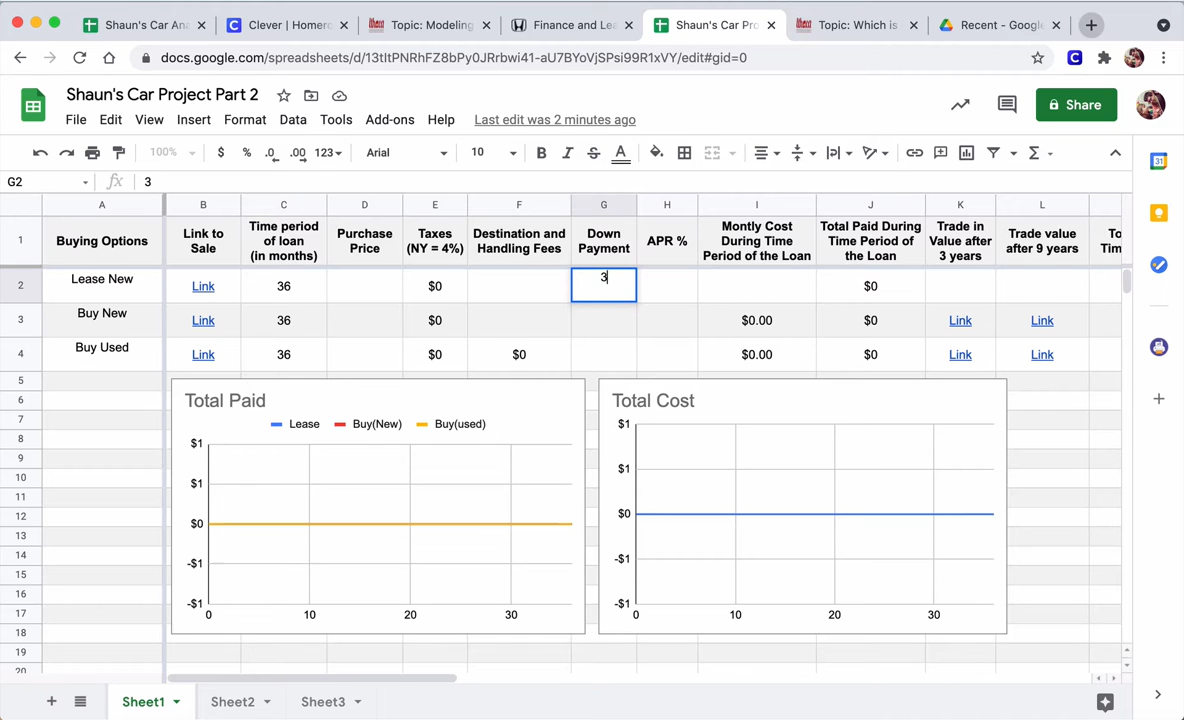 Shaun's Car Ana
Clever | Homero
Topic: Modeling
Finance and Lea
Shaun's Car Pro
Topic: Which is
Recent - Google
docs.google.com/spreadsheets/d/13tItPNRhFZ8bPy0JRrbwi41-aU7BYoVjSPsi99R1xVY/edit#gid=0
Shaun's Car Project Part 2
Share
File Edit View Insert Format Data Tools Add-ons Help Last edit was 2 minutes ago
100% $ % .0 .00 123 Arial 10 B I S A
G2 fx 3
A B C D E F G H I J K L
1 Buying Options
Link to Sale
Time period of loan (in months)
Purchase Price
Taxes (NY = 4%)
Destination and Handling Fees
Down Payment
APR %
Montly Cost During Time Period of the Loan
Total Paid During Time Period of the Loan
Trade in Value after 3 years
Trade value after 9 years
To
Tim
2 Lease New Link 36 $0 3 $0
3 Buy New Link 36 $0 $0.00 $0 Link Link
4 Buy Used Link 36 $0 $0 $0.00 $0 Link Link
5
6
7
8
9
10
11
12
13
14
15
16
17
18
19
20
Total Paid
Lease Buy(New) Buy(used)
$1
$1
$0
-$1
-$1
0 10 20 30
Total Cost
$1
$1
$0
-$1
-$1
0 10 20 30
Sheet1 Sheet2 Sheet3
31